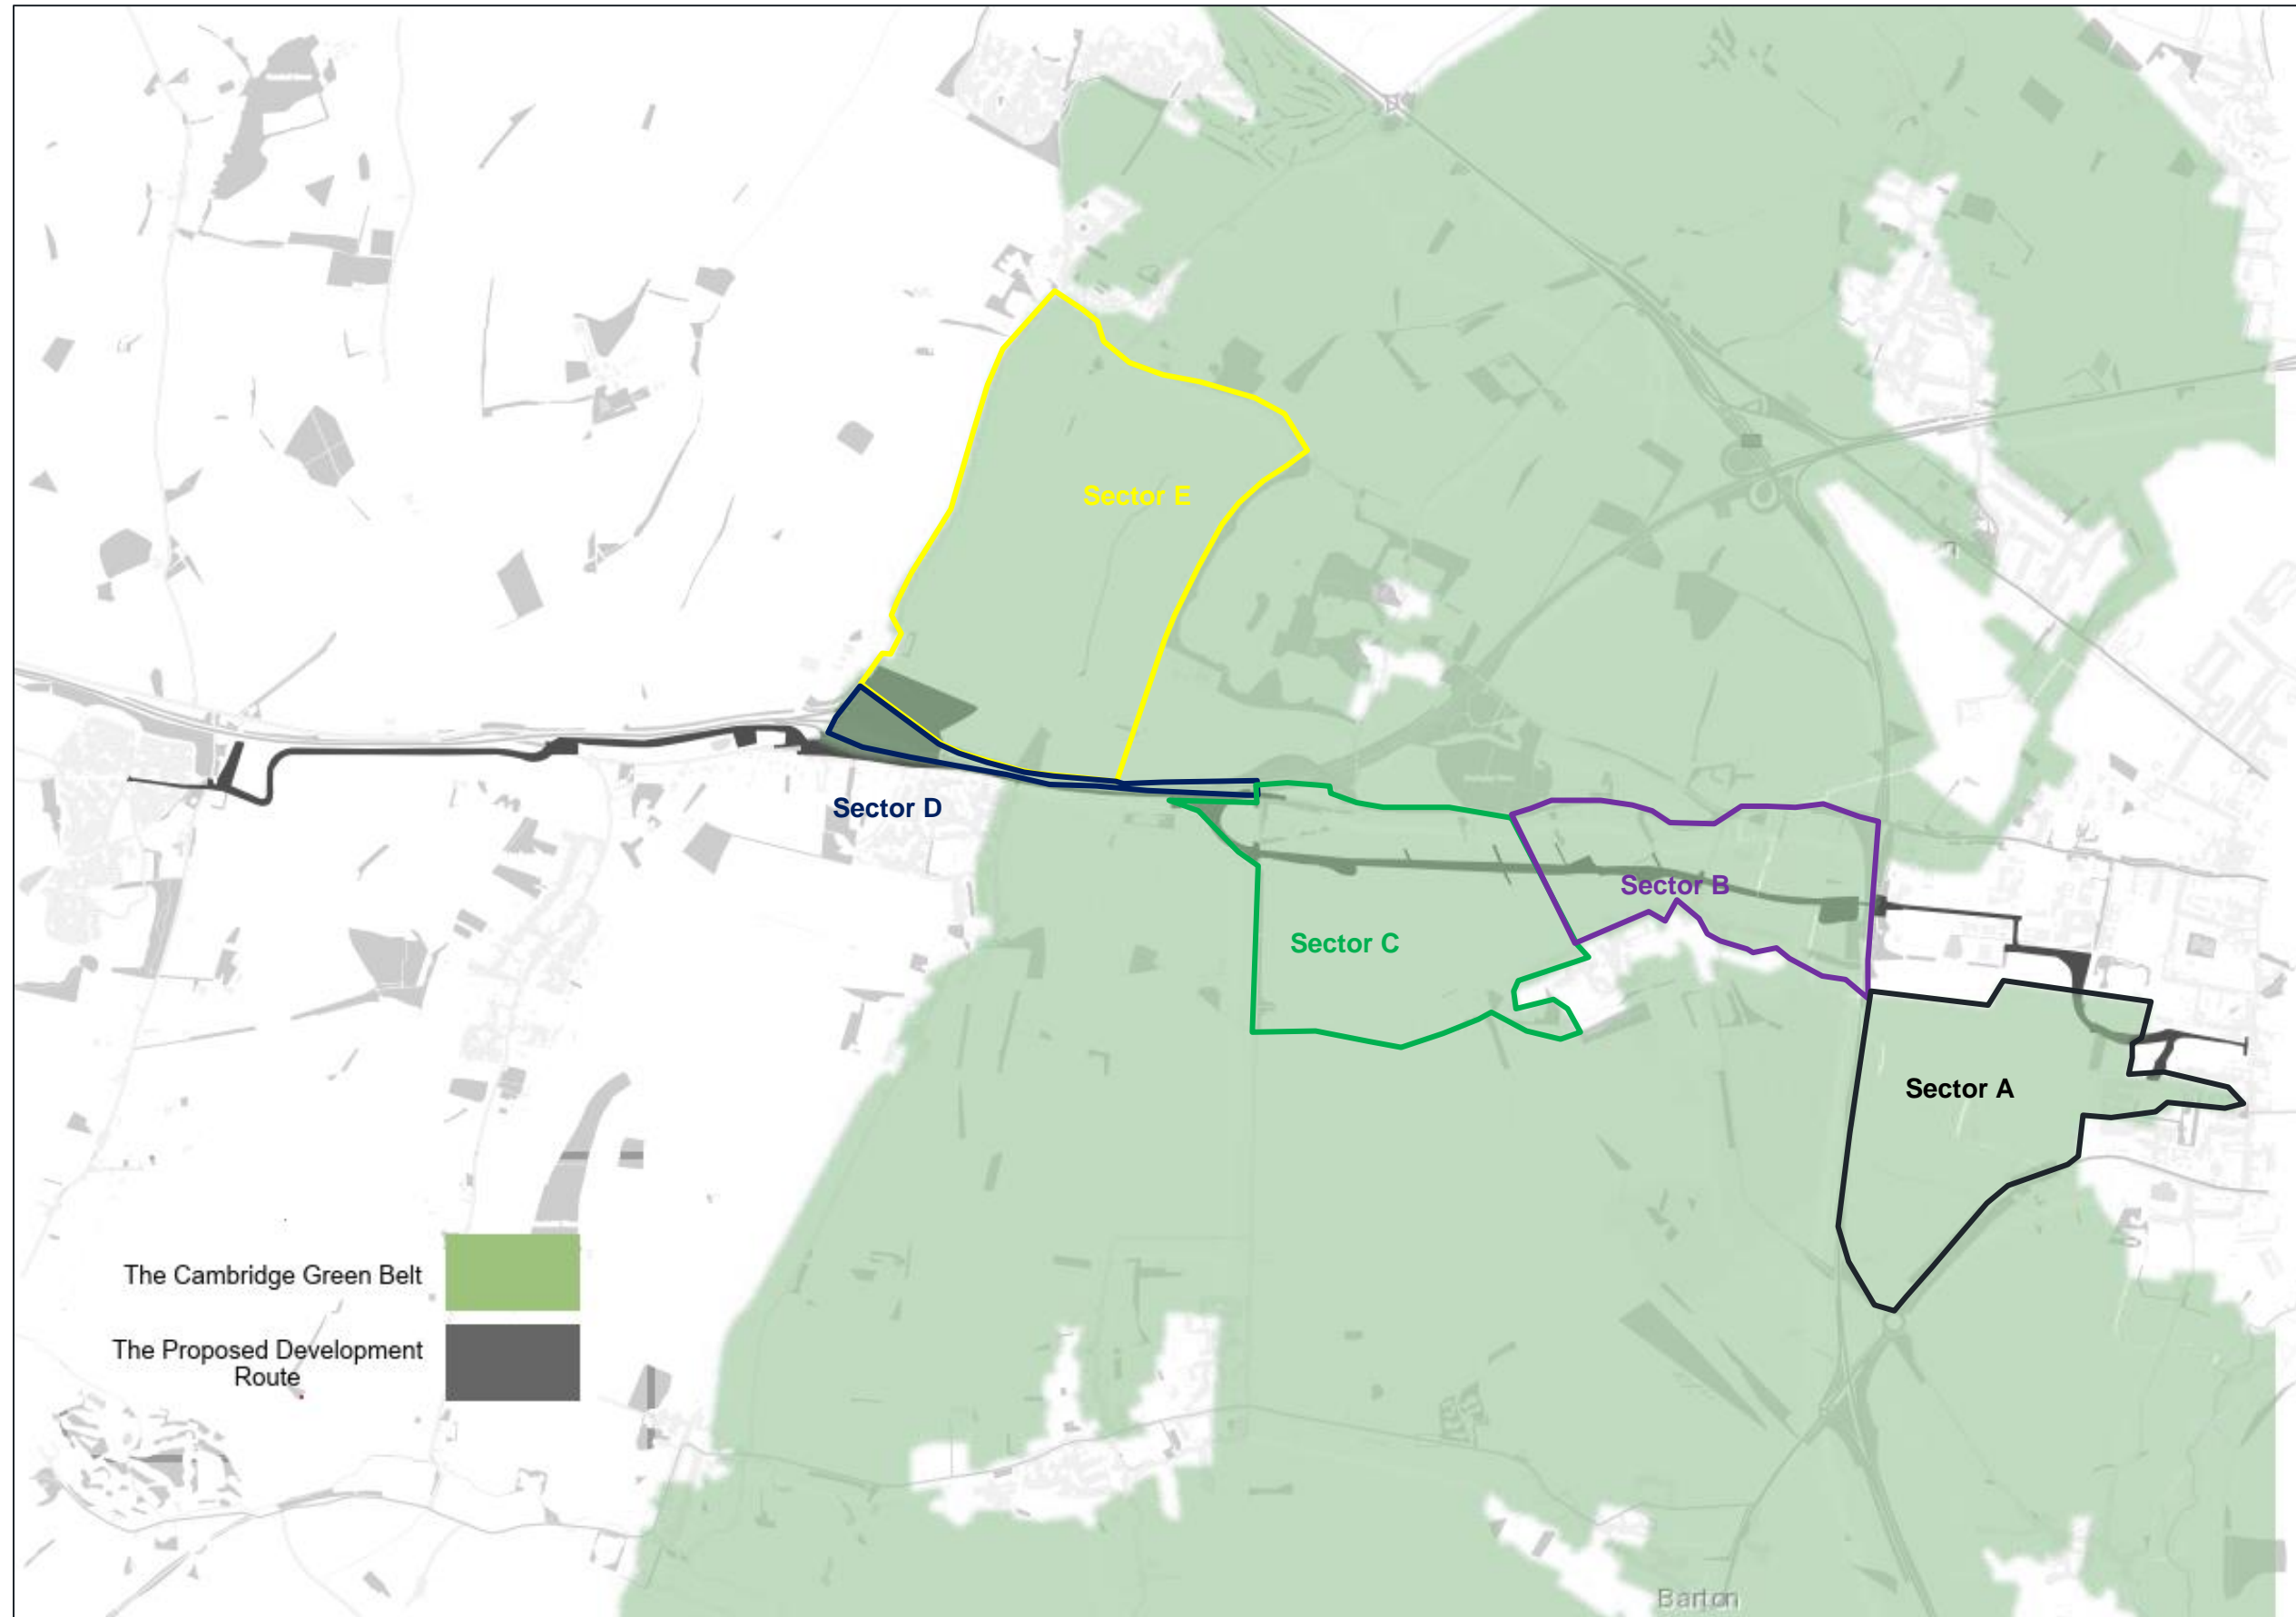 Sector E
Sector D
Sector B
Sector C
Sector A
The Cambridge Green Belt
The Proposed Development
Route
Barton